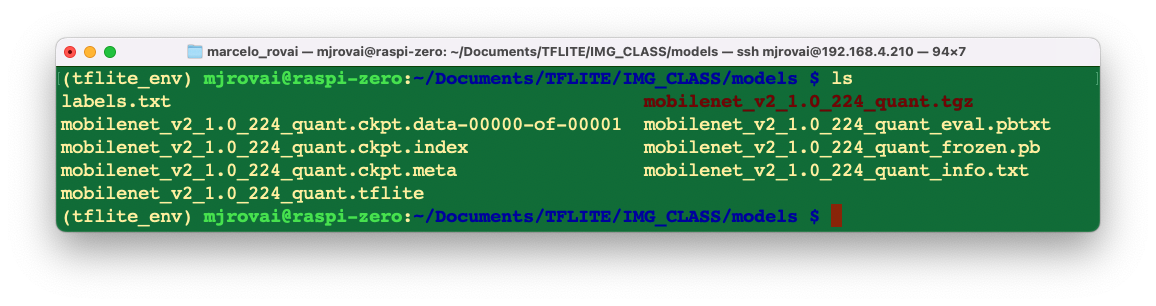 marcelo_rovai — mjrovai@raspi-zero: ~/Documents/TFLITE/IMG_CLASS/models — ssh mjrovai@192.168.4.210 — 94×7
(tflite_env) mjrovai@raspi-zero:~/Documents/TFLITE/IMG_CLASS/models $ ls
labels.txt mobilenet_v2_1.0_224_quant.tgz
mobilenet_v2_1.0_224_quant.ckpt.data-00000-of-00001 mobilenet_v2_1.0_224_quant_eval.pbtxt
mobilenet_v2_1.0_224_quant.ckpt.index mobilenet_v2_1.0_224_quant_frozen.pb
mobilenet_v2_1.0_224_quant.ckpt.meta mobilenet_v2_1.0_224_quant_info.txt
mobilenet_v2_1.0_224_quant.tflite
(tflite_env) mjrovai@raspi-zero:~/Documents/TFLITE/IMG_CLASS/models $